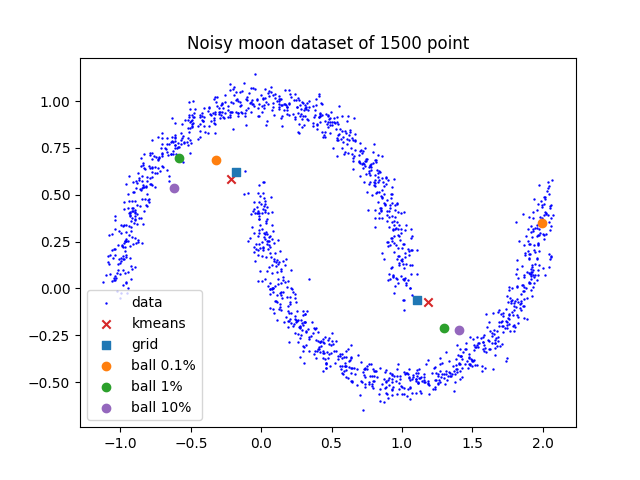 Noisy moon dataset of 1500 point
1.00
0.75
0.50
0.25
0.00
−0.25
−0.50
data
kmeans
grid
ball 0.1%
ball 1%
ball 10%
−1.0 −0.5 0.0 0.5 1.0 1.5 2.0